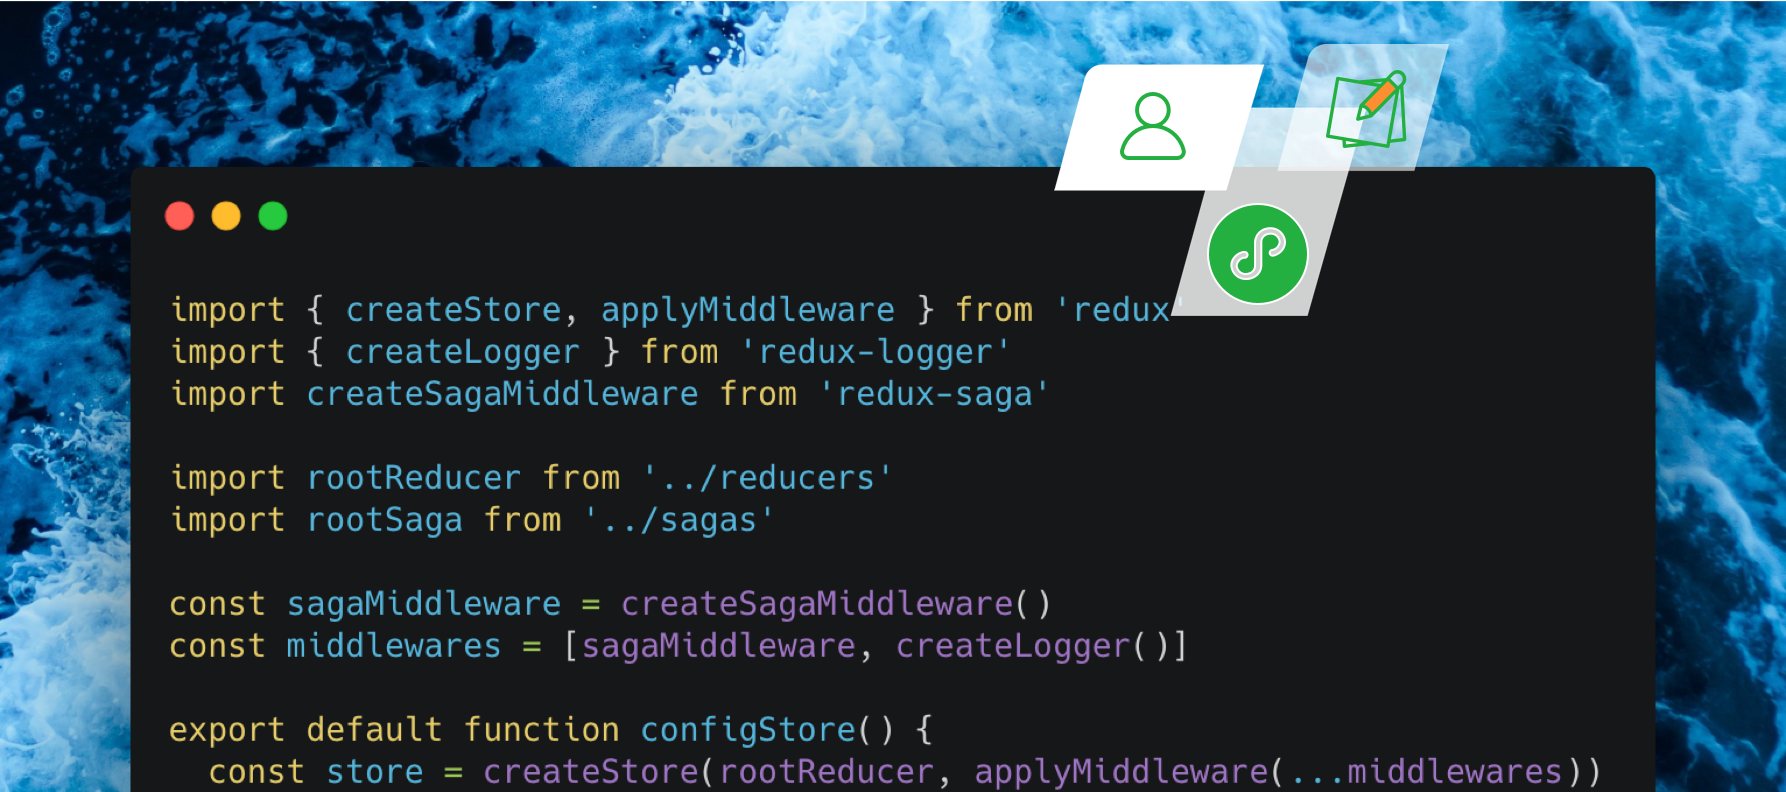 import { createStore, applyMiddleware } from 'redux'
import { createLogger } from 'redux-logger'
import createSagaMiddleware from 'redux-saga'
import rootReducer from '../reducers'
import rootSaga from '../sagas'
const sagaMiddleware = createSagaMiddleware()
const middlewares = [sagaMiddleware, createLogger()]
export default function configStore() {
  const store = createStore(rootReducer, applyMiddleware(...middlewares))